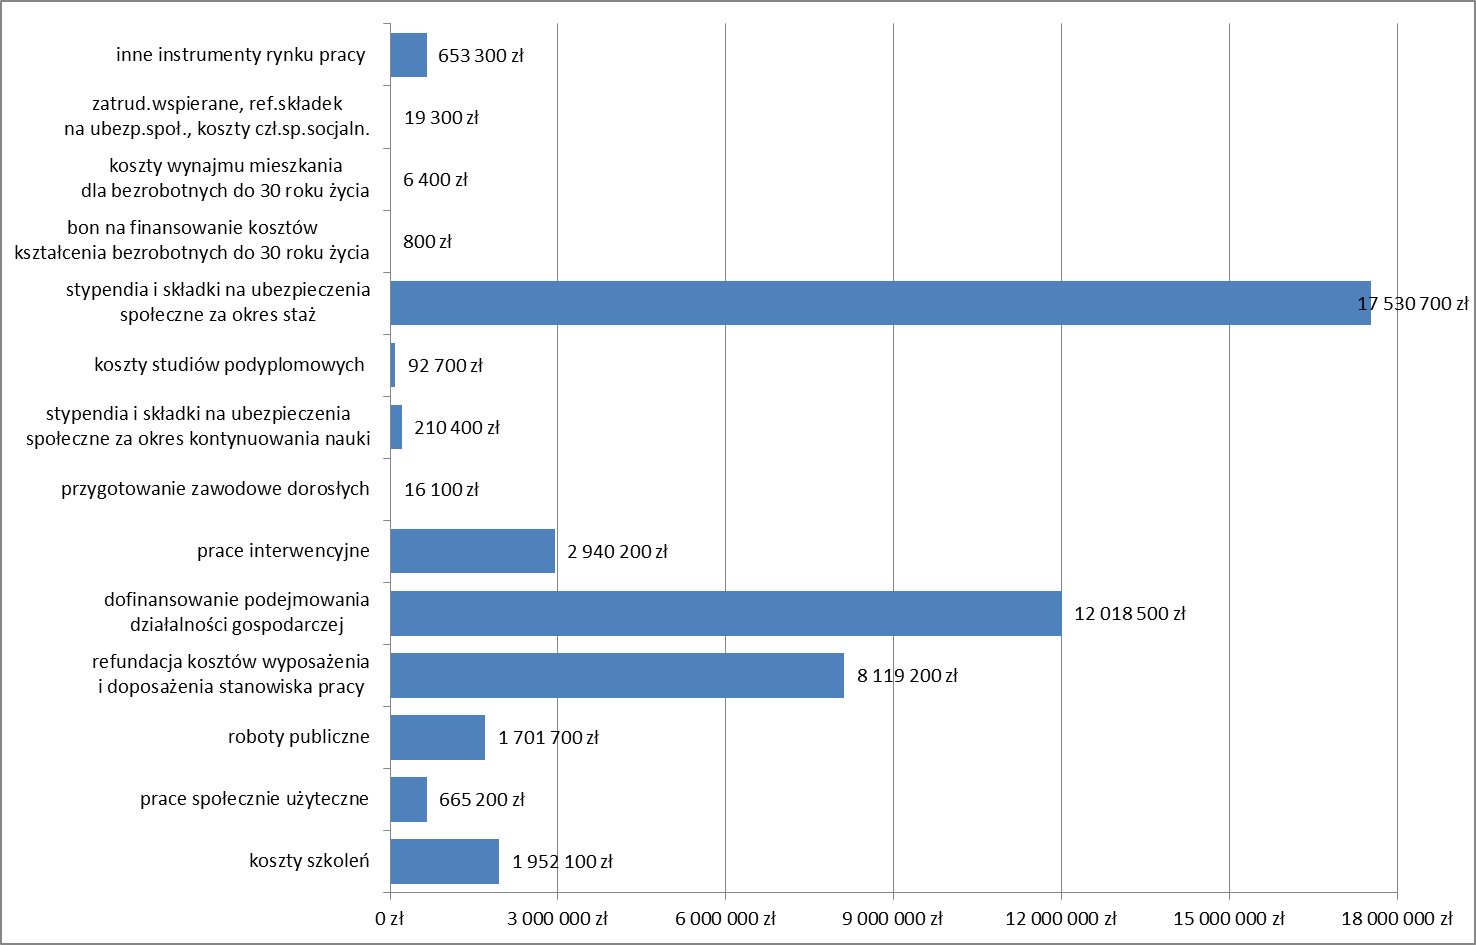 inne instrumenty rynku pracy
653 300 zł
zatrud.wspierane, ref.składek
na ubezp.społ., koszty czł.sp.socjaln.
19 300 zł
koszty wynajmu mieszkania
dla bezrobotnych do 30 roku życia
6 400 zł
bon na finansowanie kosztów
kształcenia bezrobotnych do 30 roku życia
800 zł
stypendia i składki na ubezpieczenia
społeczne za okres staż
17 530 700 zł
koszty studiów podyplomowych
92 700 zł
stypendia i składki na ubezpieczenia
społeczne za okres kontynuowania nauki
210 400 zł
przygotowanie zawodowe dorosłych
16 100 zł
prace interwencyjne
2 940 200 zł
dofinansowanie podejmowania
działalności gospodarczej
12 018 500 zł
refundacja kosztów wyposażenia
i doposażenia stanowiska pracy
8 119 200 zł
roboty publiczne
1 701 700 zł
prace społecznie użyteczne
665 200 zł
koszty szkoleń
1 952 100 zł
0 zł 3 000 000 zł 6 000 000 zł 9 000 000 zł 12 000 000 zł 15 000 000 zł 18 000 000 zł